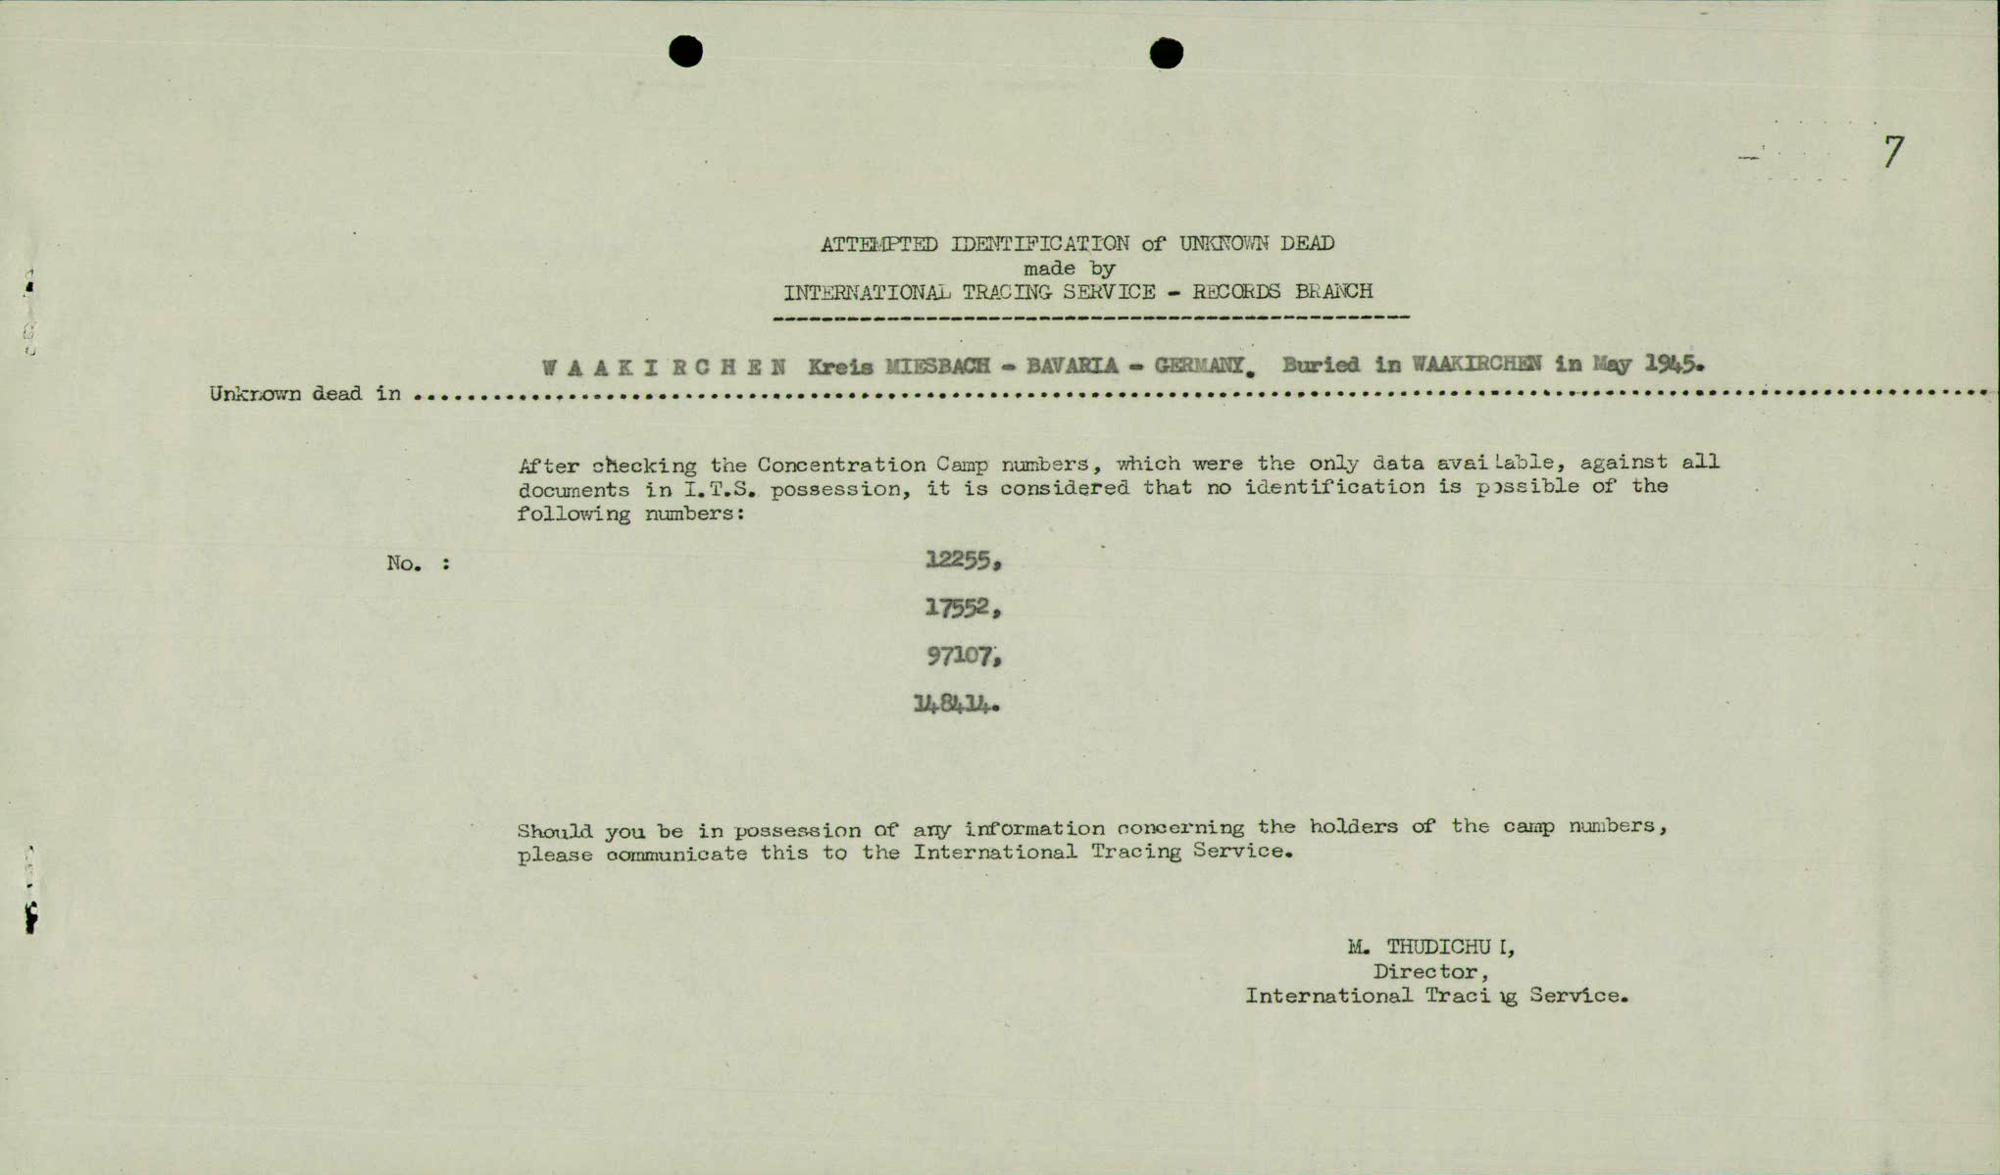 7
ATTEMPTED IDENTIFICATION of UNKNOWN DEAD
made by
INTERNATIONAL TRACING SERVICE - RECORDS BRANCH
W A A K I R C H E N Kreis MIESBACH - BAVARIA - GERMANY. Buried in WAAKIRCHEN in May 1945.
Unknown dead in ........................................................................
After checking the Concentration Camp numbers, which were the only data available, against all
documents in I.T.S. possession, it is considered that no identification is possible of the
following numbers:
No. : 12255,
17552,
97107,
148414.
Should you be in possession of any information concerning the holders of the camp numbers,
please communicate this to the International Tracing Service.
M. THUDICHUM,
Director,
International Tracing Service.